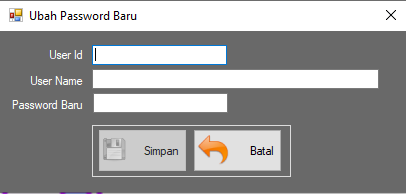 Ubah Password Baru
User Id
User Name
Password Baru
Simpan
Batal